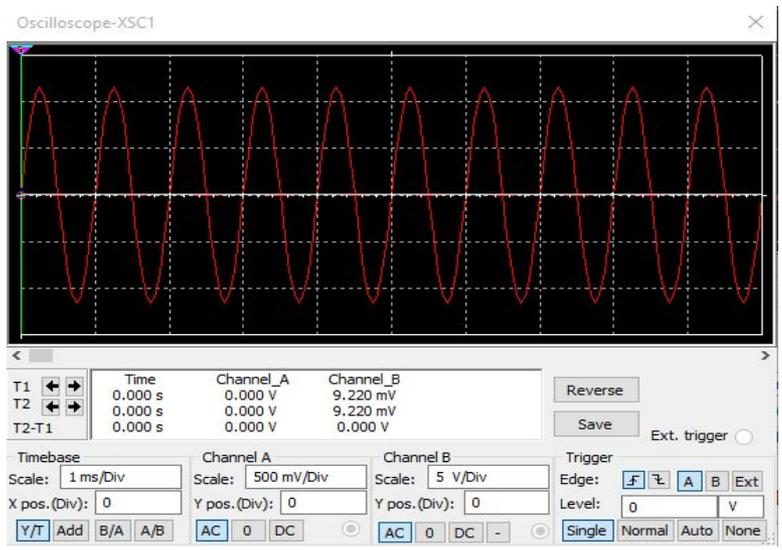 Oscilloscope-XSC1
T1
T2
T2-T1
Time Channel_A Channel_B
0.000 s 0.000 V 9.220 mV
0.000 s 0.000 V 9.220 mV
0.000 s 0.000 V 0.000 V
Reverse
Save
Ext. trigger
Timebase
Scale: 1 ms/Div
X pos.(Div): 0
Y/T Add B/A A/B
Channel A
Scale: 500 mV/Div
Y pos.(Div): 0
AC 0 DC
Channel B
Scale: 5 V/Div
Y pos.(Div): 0
AC 0 DC -
Trigger
Edge: A B Ext
Level: 0 V
Single Normal Auto None